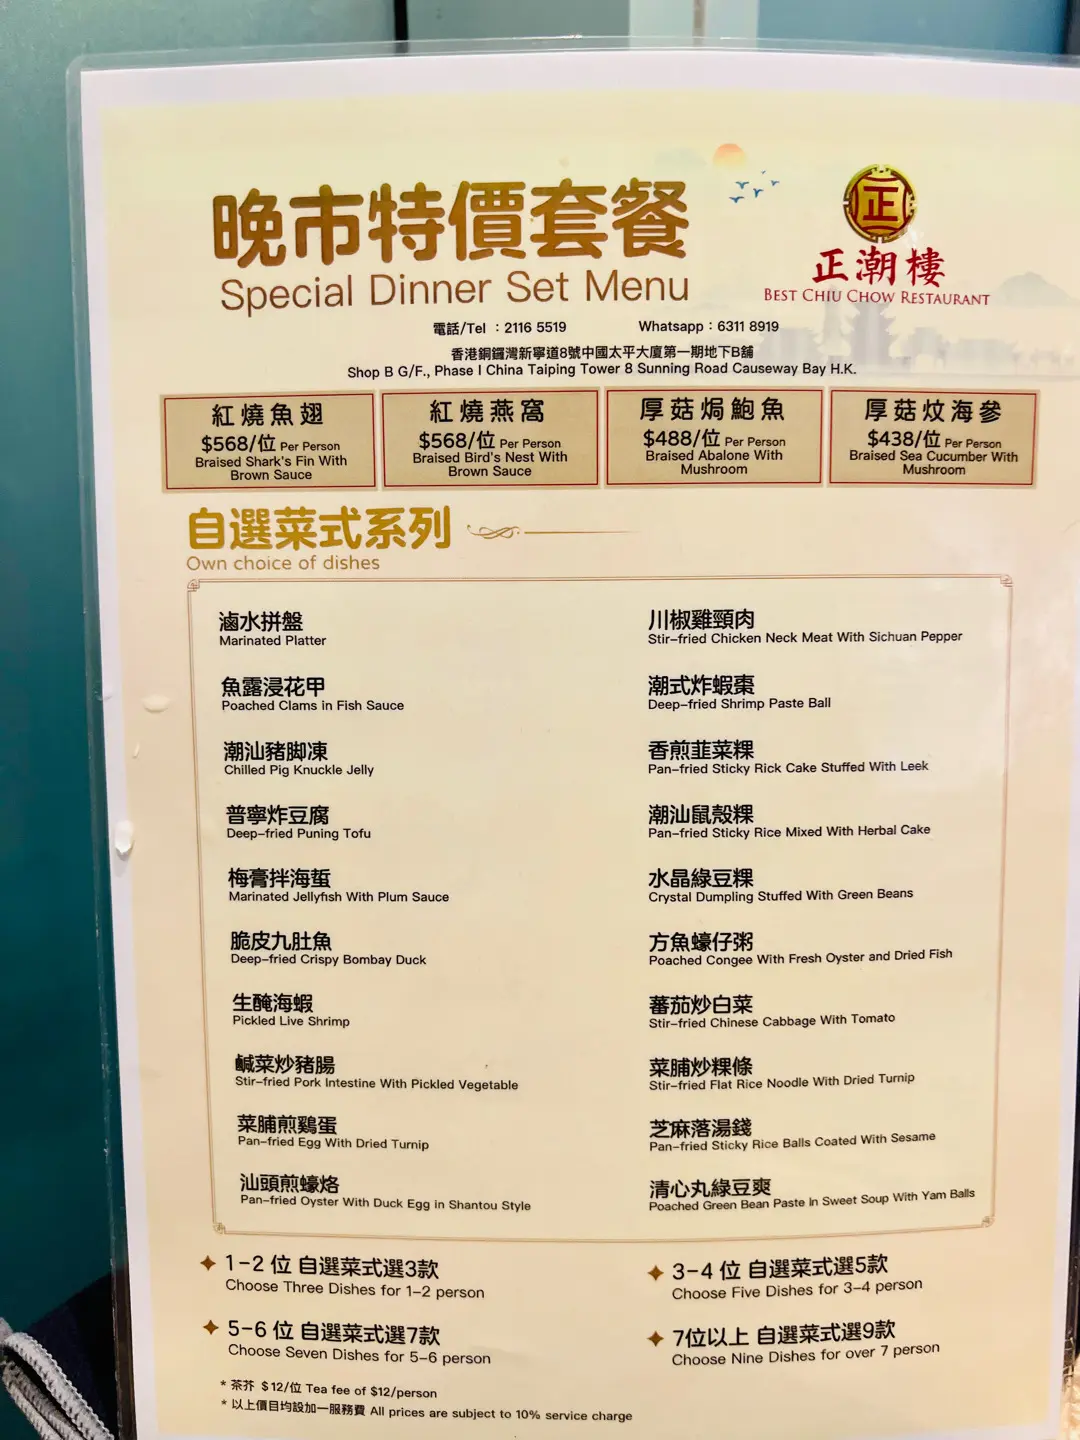 晚市特價套餐
Special Dinner Set Menu
正
正潮樓
BEST CHIU CHOW RESTAURANT
電話/Tel ：2116 5519 Whatsapp：6311 8919
香港銅鑼灣新寧道8號中國太平大廈第一期地下B舖
Shop B G/F., Phase I China Taiping Tower 8 Sunning Road Causeway Bay H.K.
紅燒魚翅
$568/位 Per Person
Braised Shark's Fin With
Brown Sauce
紅燒燕窩
$568/位 Per Person
Braised Bird's Nest With
Brown Sauce
厚菇焗鮑魚
$488/位 Per Person
Braised Abalone With
Mushroom
厚菇炆海參
$438/位 Per Person
Braised Sea Cucumber With
Mushroom
自選菜式系列
Own choice of dishes
滷水拼盤
Marinated Platter
魚露浸花甲
Poached Clams in Fish Sauce
潮汕豬脚凍
Chilled Pig Knuckle Jelly
普寧炸豆腐
Deep-fried Puning Tofu
梅膏拌海蜇
Marinated Jellyfish With Plum Sauce
脆皮九肚魚
Deep-fried Crispy Bombay Duck
生醃海蝦
Pickled Live Shrimp
鹹菜炒豬腸
Stir-fried Pork Intestine With Pickled Vegetable
菜脯煎鷄蛋
Pan-fried Egg With Dried Turnip
汕頭煎蠔烙
Pan-fried Oyster With Duck Egg in Shantou Style
川椒雞頸肉
Stir-fried Chicken Neck Meat With Sichuan Pepper
潮式炸蝦棗
Deep-fried Shrimp Paste Ball
香煎韭菜粿
Pan-fried Sticky Rick Cake Stuffed With Leek
潮汕鼠殼粿
Pan-fried Sticky Rice Mixed With Herbal Cake
水晶綠豆粿
Crystal Dumpling Stuffed With Green Beans
方魚蠔仔粥
Poached Congee With Fresh Oyster and Dried Fish
蕃茄炒白菜
Stir-fried Chinese Cabbage With Tomato
菜脯炒粿條
Stir-fried Flat Rice Noodle With Dried Turnip
芝麻落湯錢
Pan-fried Sticky Rice Balls Coated With Sesame
清心丸綠豆爽
Poached Green Bean Paste In Sweet Soup With Yam Balls
1-2 位 自選菜式選3款
Choose Three Dishes for 1-2 person
3-4 位 自選菜式選5款
Choose Five Dishes for 3-4 person
5-6 位 自選菜式選7款
Choose Seven Dishes for 5-6 person
7位以上 自選菜式選9款
Choose Nine Dishes for over 7 person
* 茶芥 $12/位 Tea fee of $12/person
* 以上價目均設加一服務費 All prices are subject to 10% service charge